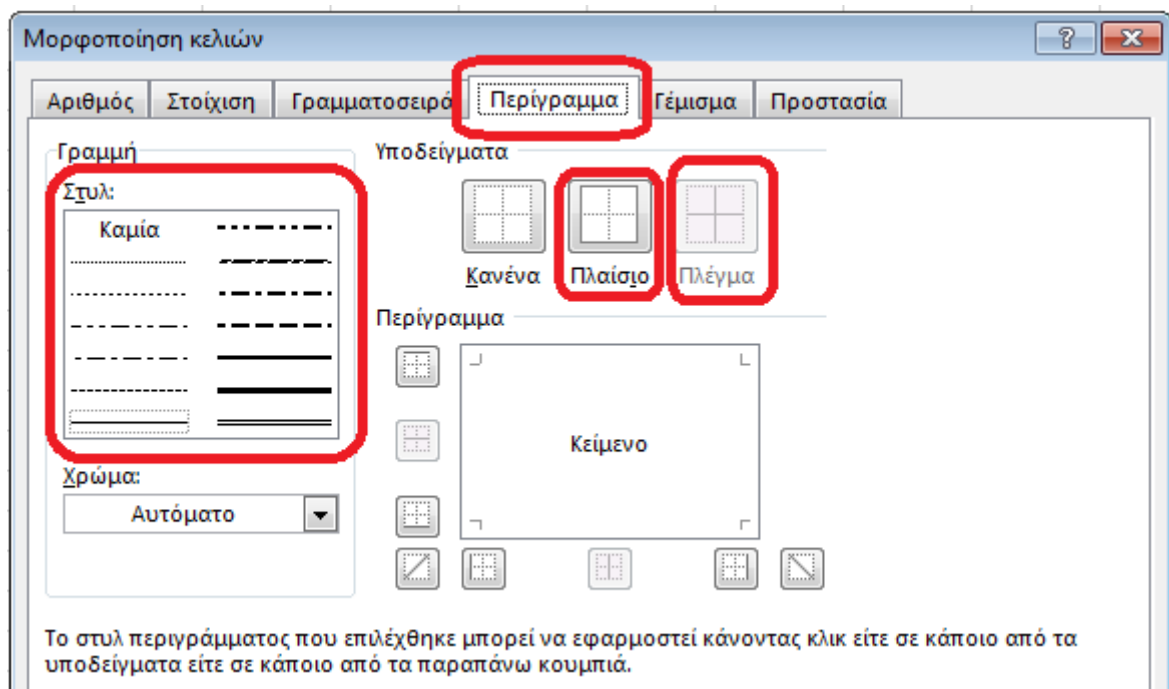 Μορφοποίηση κελιών
Αριθμός Στοίχιση Γραμματοσειρά Περίγραμμα Γέμισμα Προστασία
Γραμμή
Στυλ:
Καμία
Χρώμα:
Αυτόματο
Υποδείγματα
Κανένα Πλαίσιο Πλέγμα
Περίγραμμα
Κείμενο
Το στυλ περιγράμματος που επιλέχθηκε μπορεί να εφαρμοστεί κάνοντας κλικ είτε σε κάποιο από τα
υποδείγματα είτε σε κάποιο από τα παραπάνω κουμπιά.